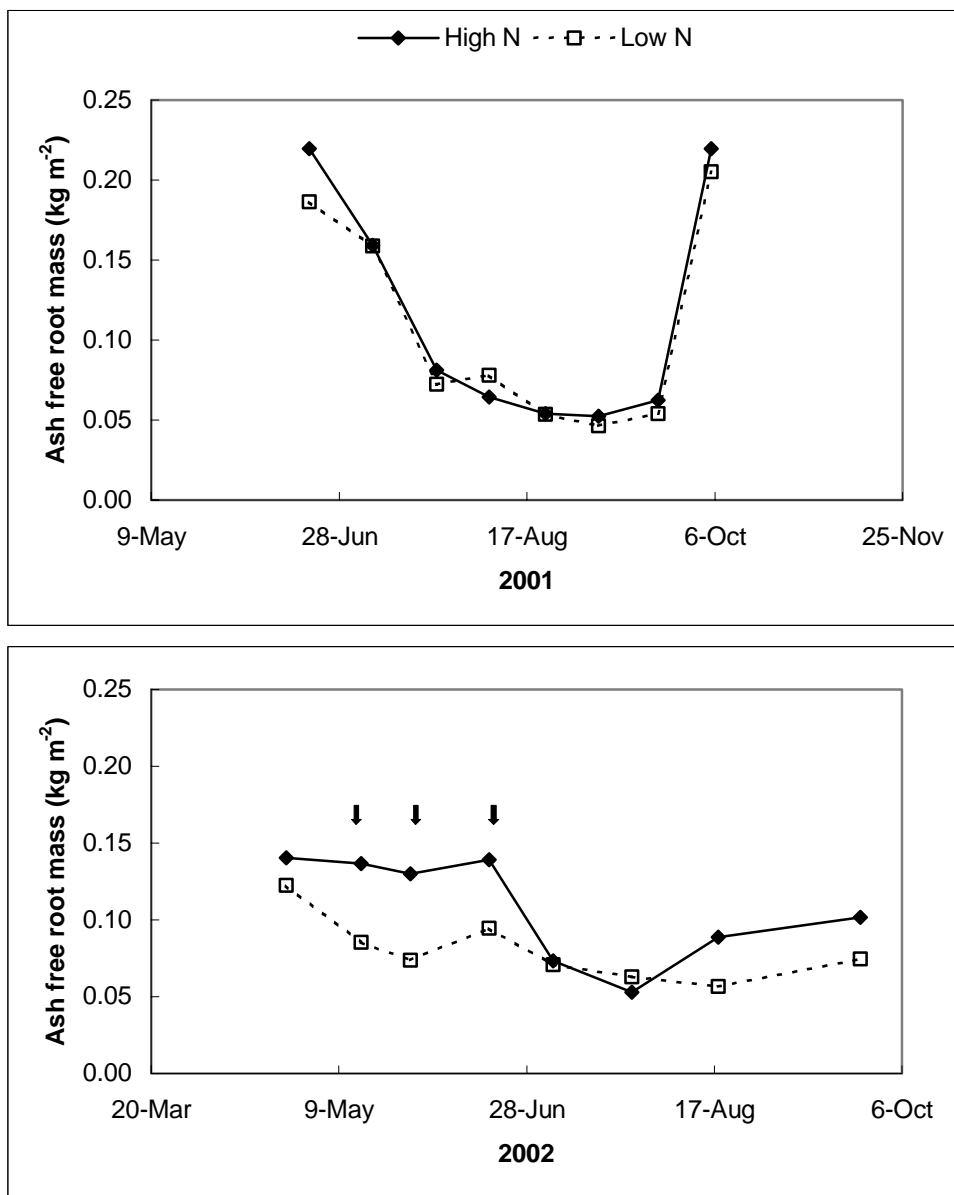 High N Low N
Ash free root mass (kg m-2)
0.25
0.20
0.15
0.10
0.05
0.00
9-May 28-Jun 17-Aug 6-Oct 25-Nov
2001
Ash free root mass (kg m-2)
0.25
0.20
0.15
0.10
0.05
0.00
20-Mar 9-May 28-Jun 17-Aug 6-Oct
2002